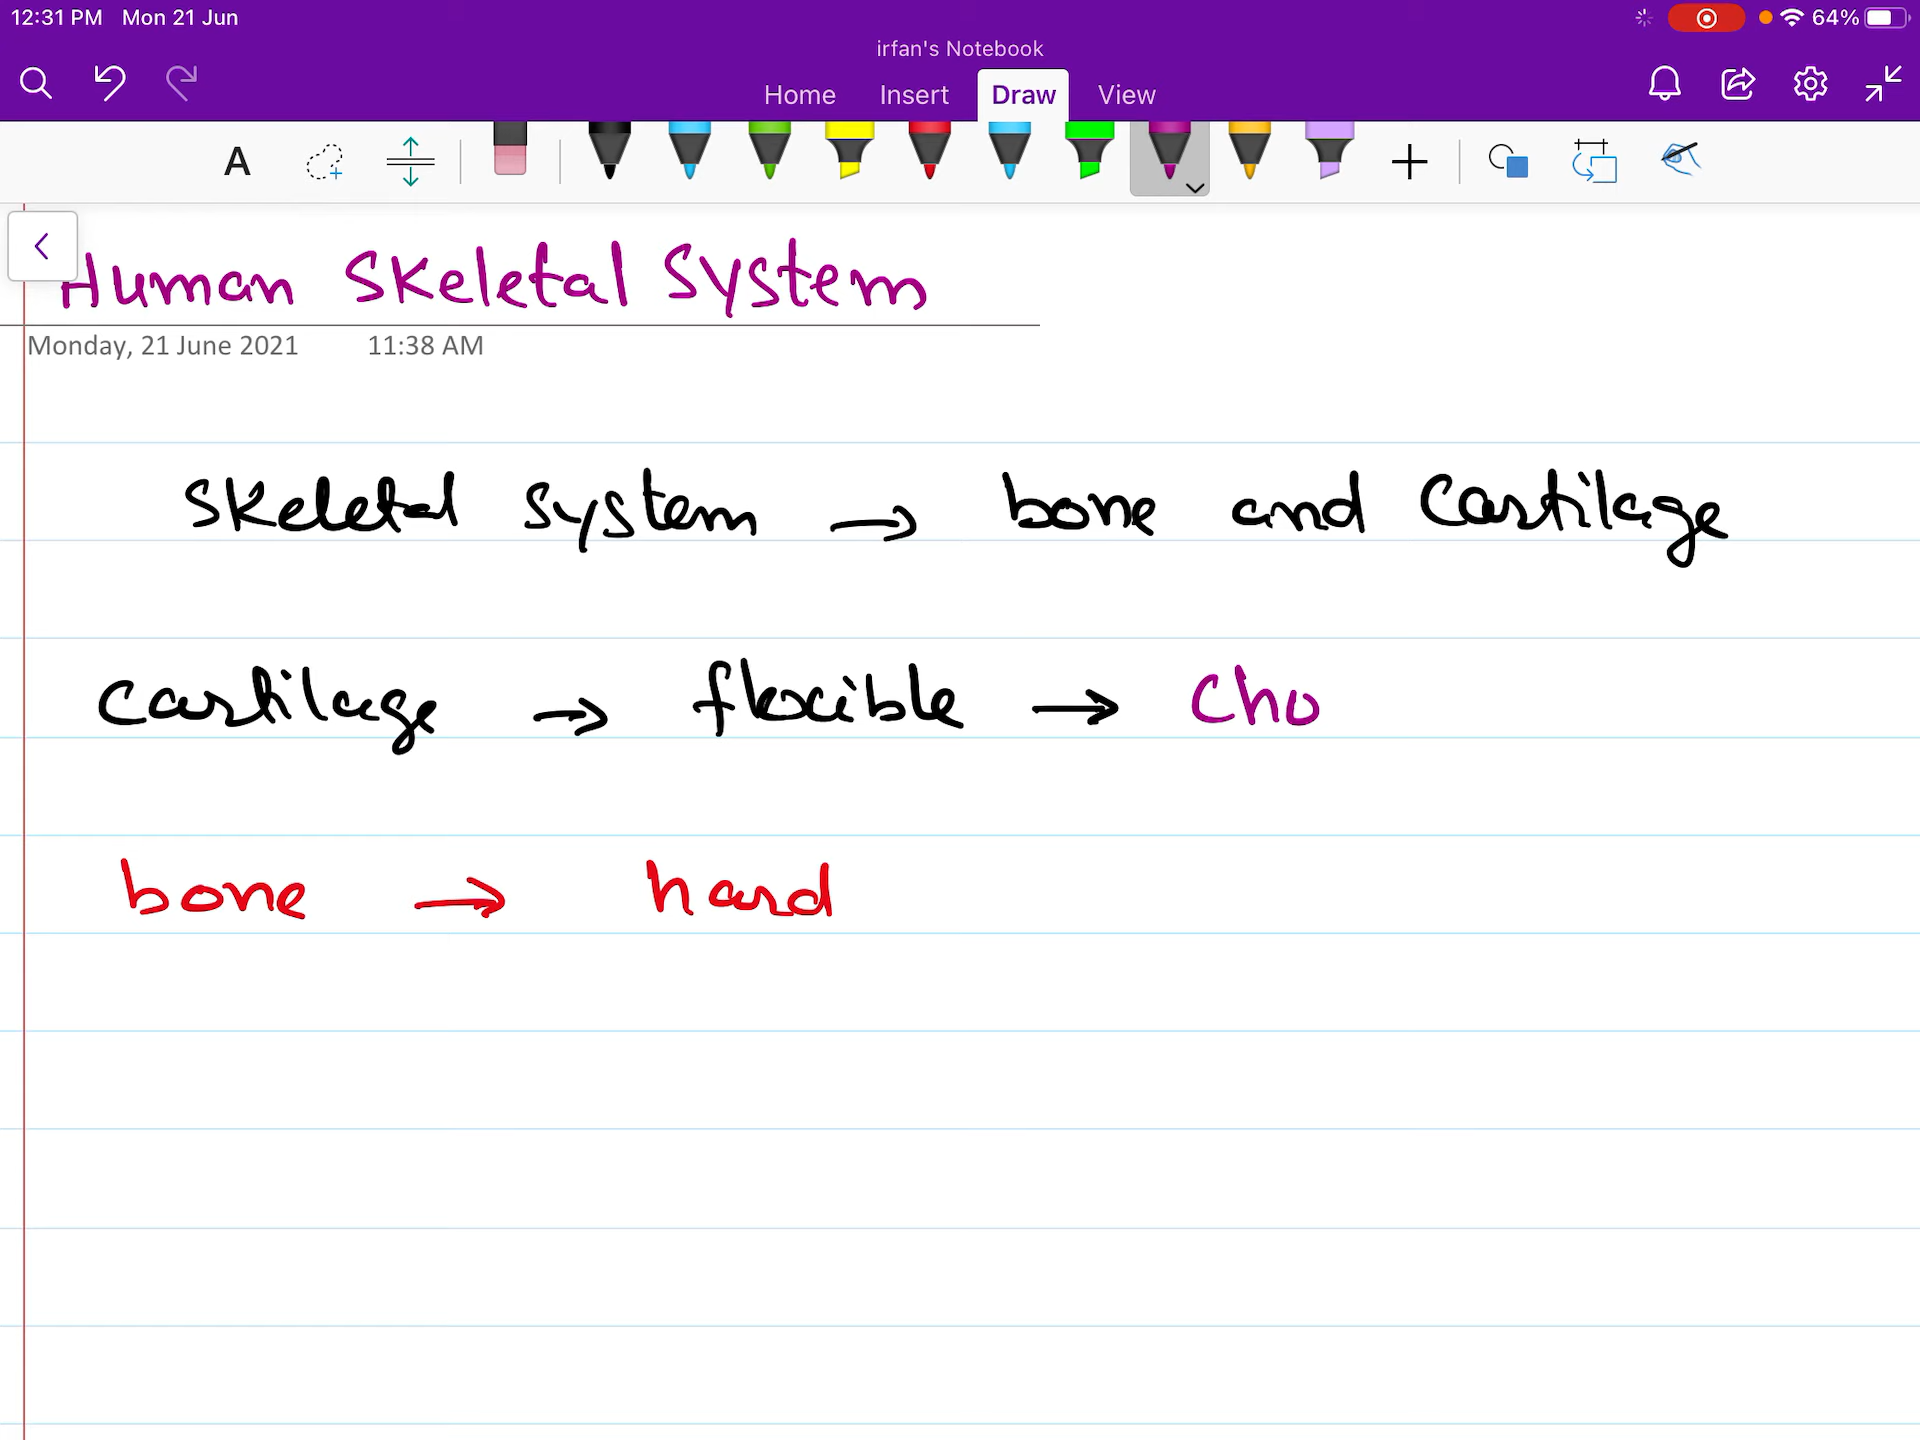 12:31 PM Mon 21 Jun 64%
irfan's Notebook
Home Insert Draw View
A
Human Skeletal System
Monday, 21 June 2021 11:38 AM
Skeletal system → bone and Cartilage
cartilage → flexible → Cho
bone → hard